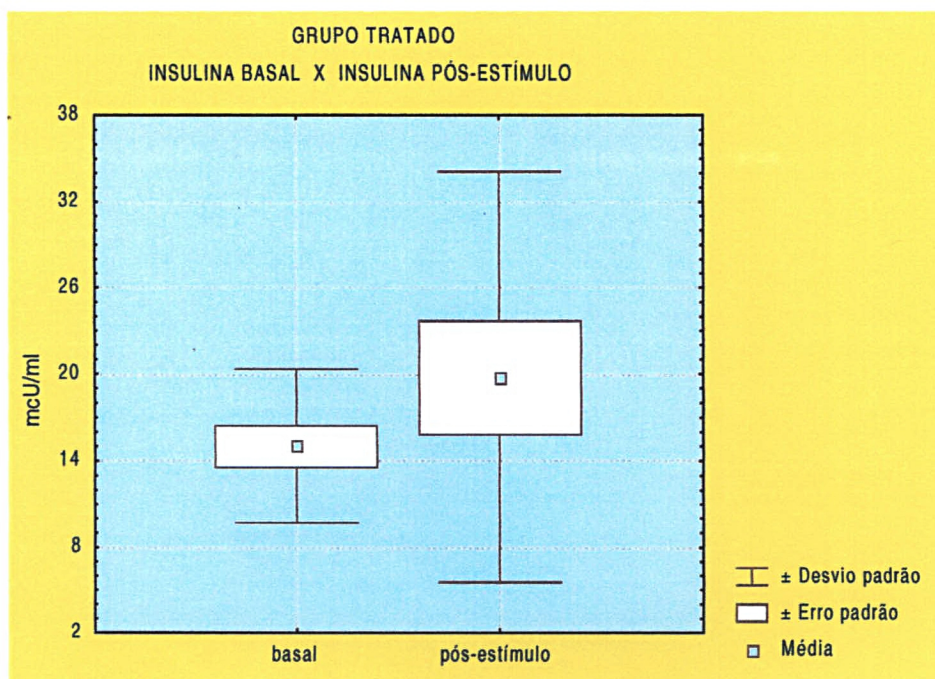 GRUPO TRATADO
INSULINA BASAL X INSULINA PÓS-ESTÍMULO
38
32
26
20
14
8
2
mcU/ml
basal
pós-estímulo
± Desvio padrão
± Erro padrão
Média